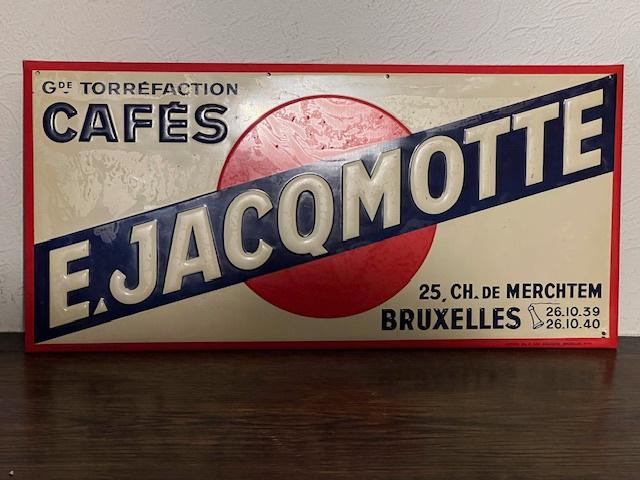 GDE TORRÉFACTION
CAFÉS
E. JACQMOTTE
25, CH. DE MERCHTEM
BRUXELLES 26.10.39
26.10.40